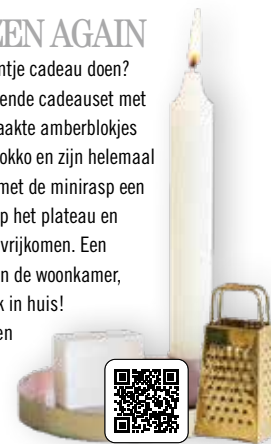 ZEN AGAIN
ntje cadeau doen?
ende cadeauset met
aakte amberblokjes
okko en zijn helemaal
met de minirasp een
p het plateau en
vrijkomen. Een
n de woonkamer,
k in huis!
en